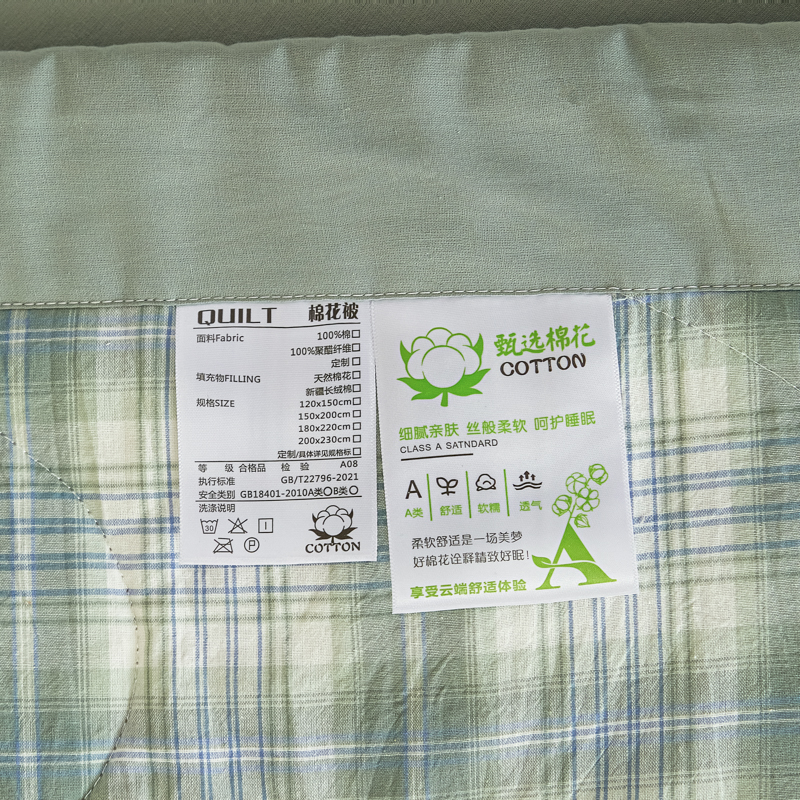 QUILT 棉花被
面料Fabric 100%棉□
100%聚酯纤维□
定制□
填充物FILLING 天然棉花□
新疆长绒棉□
规格SIZE 120x150cm□
150x200cm□
180x220cm□
200x230cm□
定制/具体详见规格标□
等 级 合格品 检 验 A08
执行标准 GB/T22796-2021
安全类别 GB18401-2010A类○B类○
洗涤说明
30
P
COTTON
甄选棉花
COTTON
细腻亲肤 丝般柔软 呵护睡眠
CLASS A SATNDARD
A
A类 舒适 软糯 透气
柔软舒适是一场美梦
好棉花诠释精致好眠!
A
享受云端舒适体验